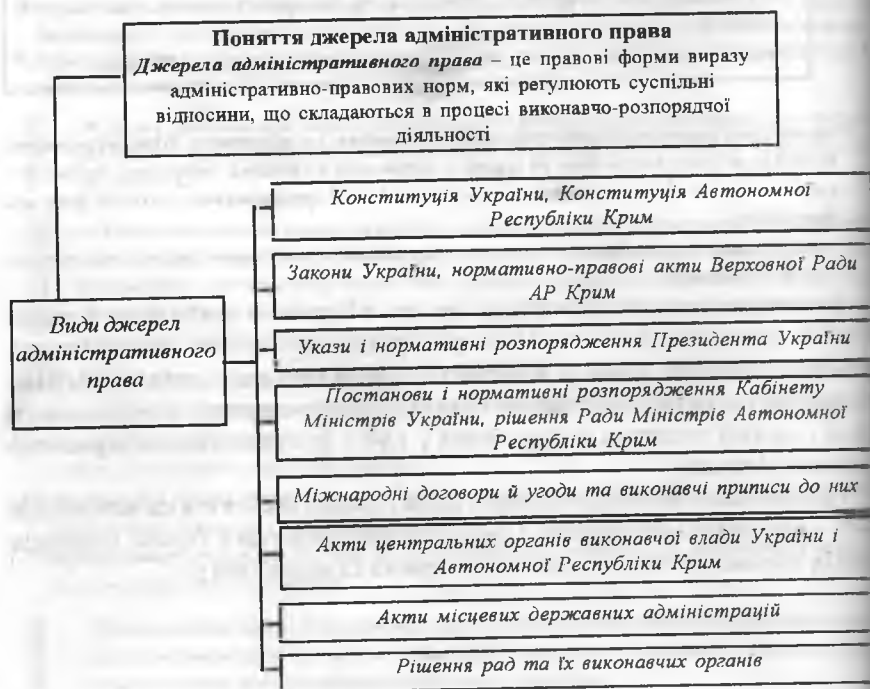 Поняття джерела адміністративного права
Джерела адміністративного права – це правові форми виразу
адміністративно-правових норм, які регулюють суспільні
відносини, що складаються в процесі виконавчо-розпорядчої
діяльності
Види джерел
адміністративного
права
Конституція України, Конституція Автономної
Республіки Крим
Закони України, нормативно-правові акти Верховної Ради
АР Крим
Укази і нормативні розпорядження Президента України
Постанови і нормативні розпорядження Кабінету
Міністрів України, рішення Ради Міністрів Автономної
Республіки Крим
Міжнародні договори й угоди та виконавчі приписи до них
Акти центральних органів виконавчої влади України і
Автономної Республіки Крим
Акти місцевих державних адміністрацій
Рішення рад та їх виконавчих органів